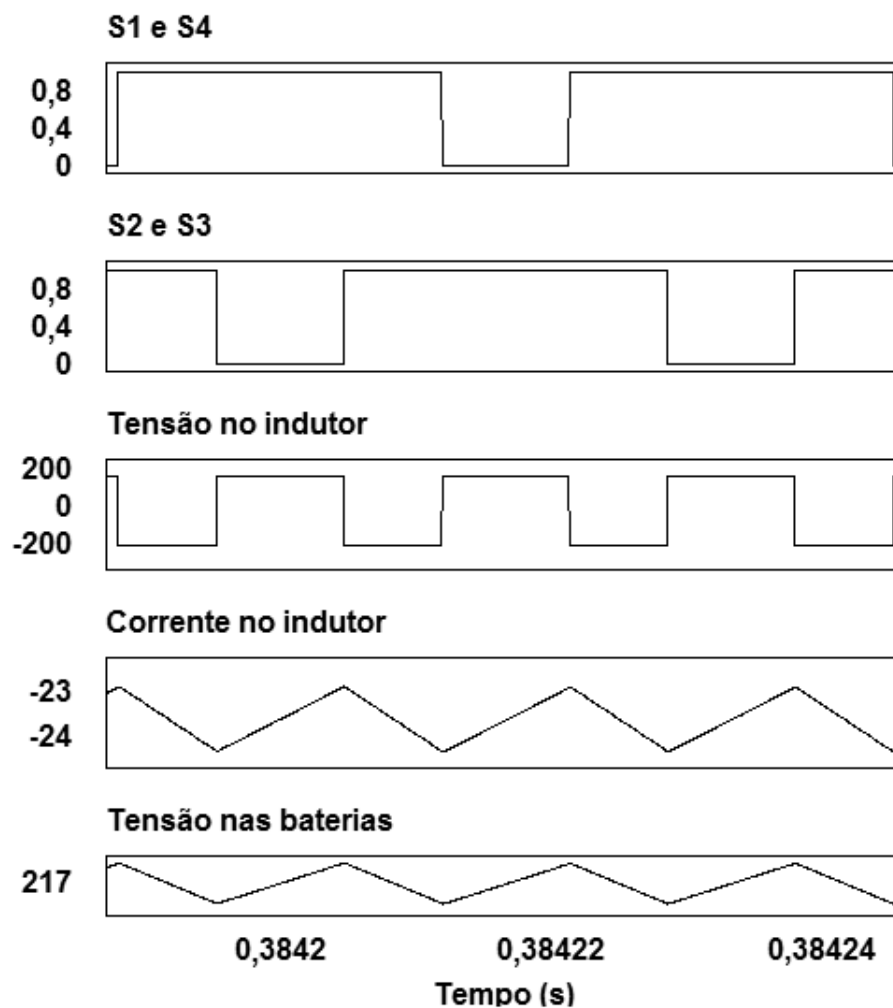 S1 e S4
0,8
0,4
0
S2 e S3
0,8
0,4
0
Tensão no indutor
200
0
-200
Corrente no indutor
-23
-24
Tensão nas baterias
217
0,3842 0,38422 0,38424
Tempo (s)